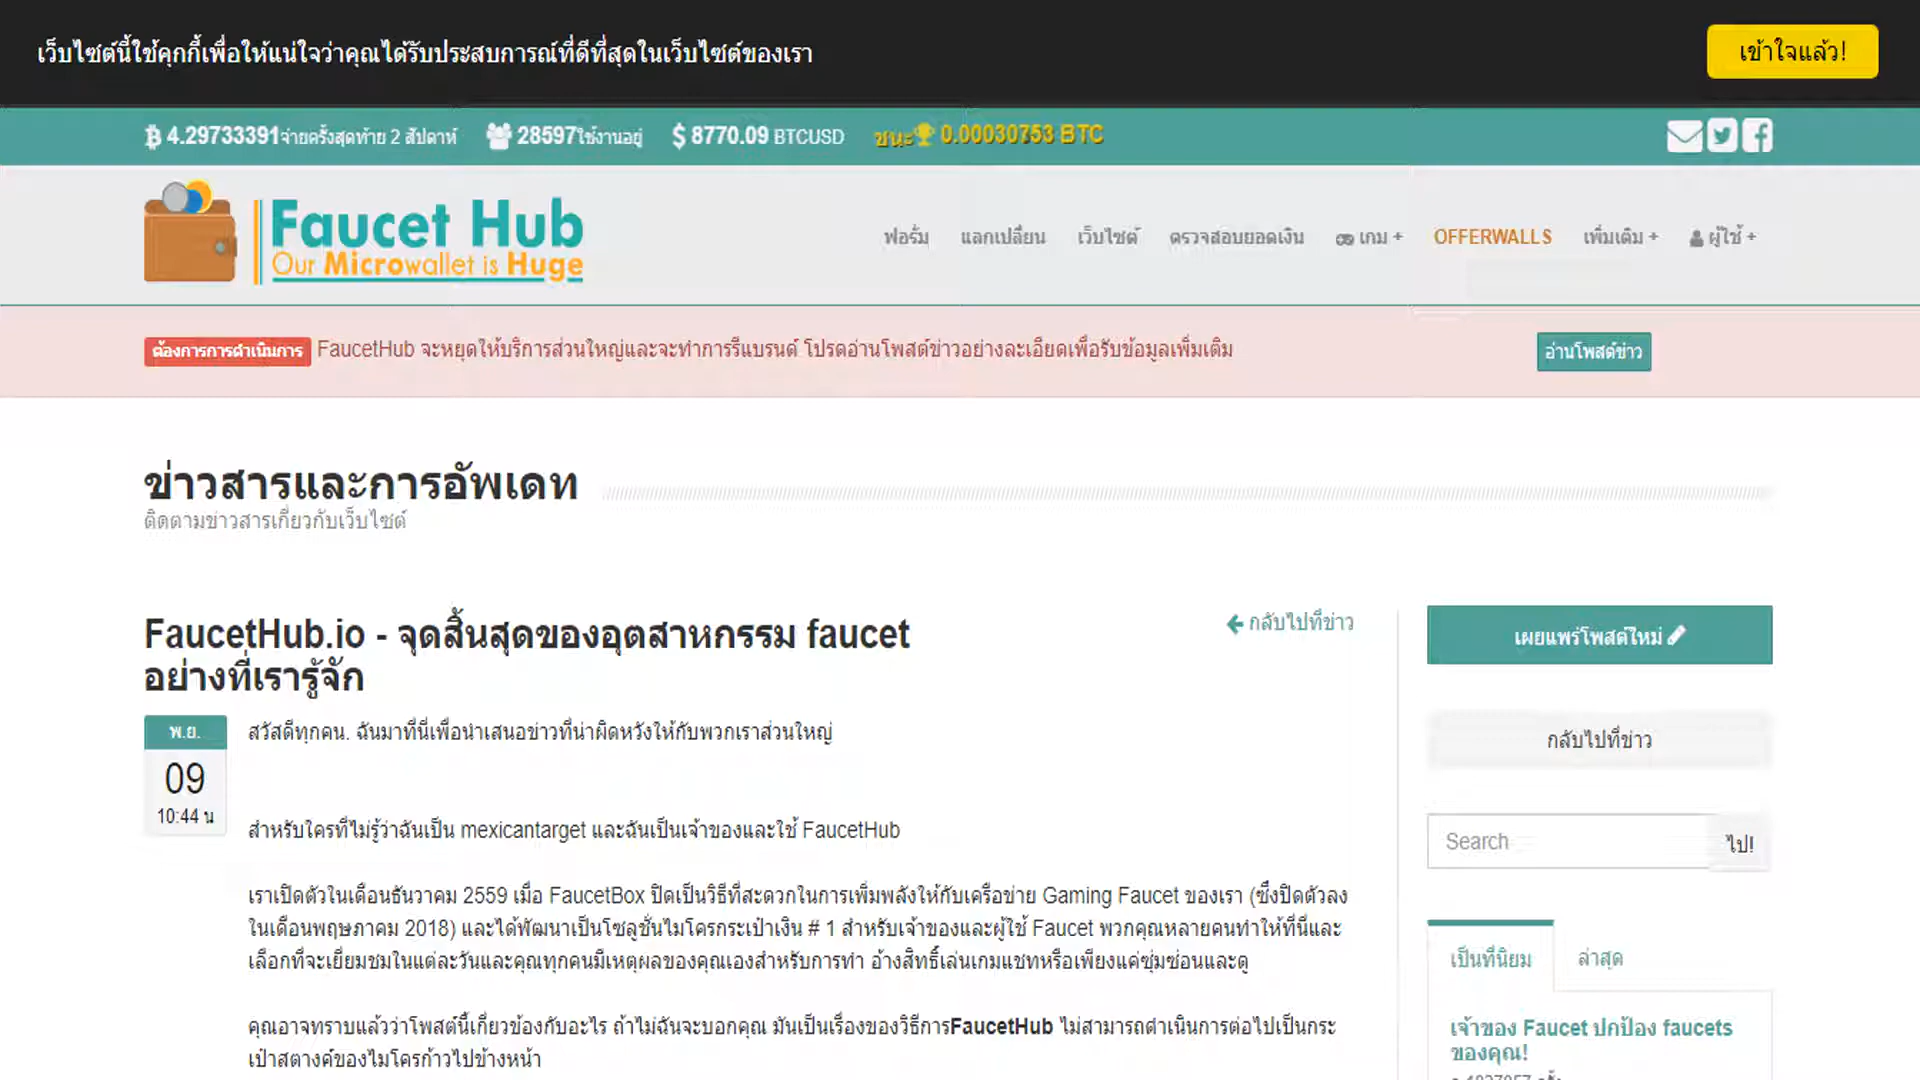 เว็บไซต์นี้ใช้คุกกี้เพื่อให้แน่ใจว่าคุณได้รับประสบการณ์ที่ดีที่สุดในเว็บไซต์ของเรา
เข้าใจแล้ว!
4.29733391จ่ายครั้งสุดท้าย 2 สัปดาห์ 28597ใช้งานอยู่ $ 8770.09 BTCUSD ชนะ 0.00030753 BTC
Faucet Hub
Our Microwallet is Huge
ฟอรั่ม แลกเปลี่ยน เว็บไซต์ ตรวจสอบยอดเงิน เกม + OFFERWALLS เพิ่มเติม + ผู้ใช้ +
ต้องการการดำเนินการ FaucetHub จะหยุดให้บริการส่วนใหญ่และจะทำการรีแบรนด์ โปรดอ่านโพสต์ข่าวอย่างละเอียดเพื่อรับข้อมูลเพิ่มเติม
อ่านโพสต์ข่าว
ข่าวสารและการอัพเดท
ติดตามข่าวสารเกี่ยวกับเว็บไซต์
FaucetHub.io - จุดสิ้นสุดของอุตสาหกรรม faucet
อย่างที่เรารู้จัก
กลับไปที่ข่าว
พ.ย.
09
10:44 น
สวัสดีทุกคน. ฉันมาที่นี่เพื่อนำเสนอข่าวที่น่าผิดหวังให้กับพวกเราส่วนใหญ่
สำหรับใครที่ไม่รู้ว่าฉันเป็น mexicantarget และฉันเป็นเจ้าของและใช้ FaucetHub
เราเปิดตัวในเดือนธันวาคม 2559 เมื่อ FaucetBox ปิดเป็นวิธีที่สะดวกในการเพิ่มพลังให้กับเครือข่าย Gaming Faucet ของเรา (ซึ่งปิดตัวลง
ในเดือนพฤษภาคม 2018) และได้พัฒนาเป็นโซลูชั่นไมโครกระเป๋าเงิน # 1 สำหรับเจ้าของและผู้ใช้ Faucet พวกคุณหลายคนทำให้ที่นี่และ
เลือกที่จะเยี่ยมชมในแต่ละวันและคุณทุกคนมีเหตุผลของคุณเองสำหรับการทำ อ้างสิทธิ์เล่นเกมแชทหรือเพียงแค่ซุ่มซ่อนและดู
คุณอาจทราบแล้วว่าโพสต์นี้เกี่ยวข้องกับอะไร ถ้าไม่ฉันจะบอกคุณ มันเป็นเรื่องของวิธีการFaucetHub ไม่สามารถดำเนินการต่อไปเป็นกระ
เป๋าสตางค์ของไมโครก้าวไปข้างหน้า
เผยแพร่โพสต์ใหม่
กลับไปที่ข่าว
Search
ไป!
เป็นที่นิยม ล่าสุด
เจ้าของ Faucet ปกป้อง faucets
ของคุณ!